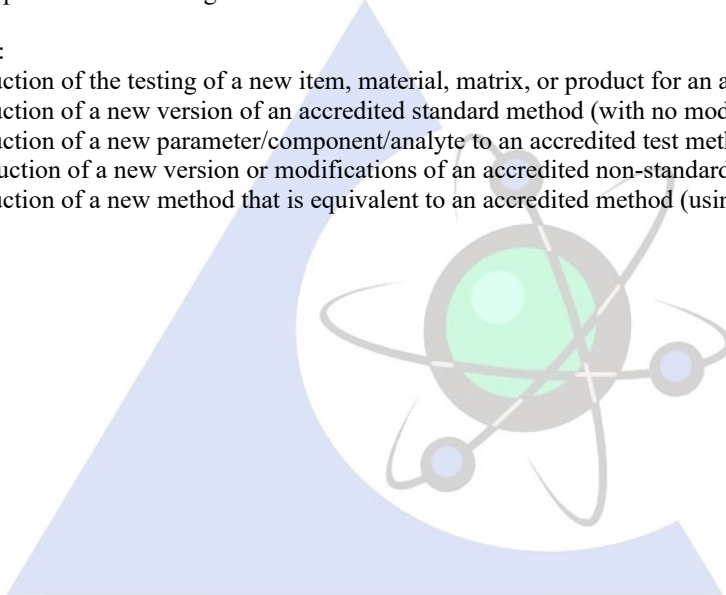 :
uction of the testing of a new item, material, matrix, or product for an a
uction of a new version of an accredited standard method (with no mod
uction of a new parameter/component/analyte to an accredited test meth
uction of a new version or modifications of an accredited non-standard
uction of a new method that is equivalent to an accredited method (usin